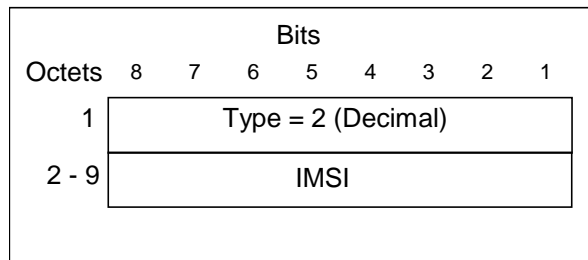 Bits
Octets 8 7 6 5 4 3 2 1
1 Type = 2 (Decimal)
2 - 9 IMSI